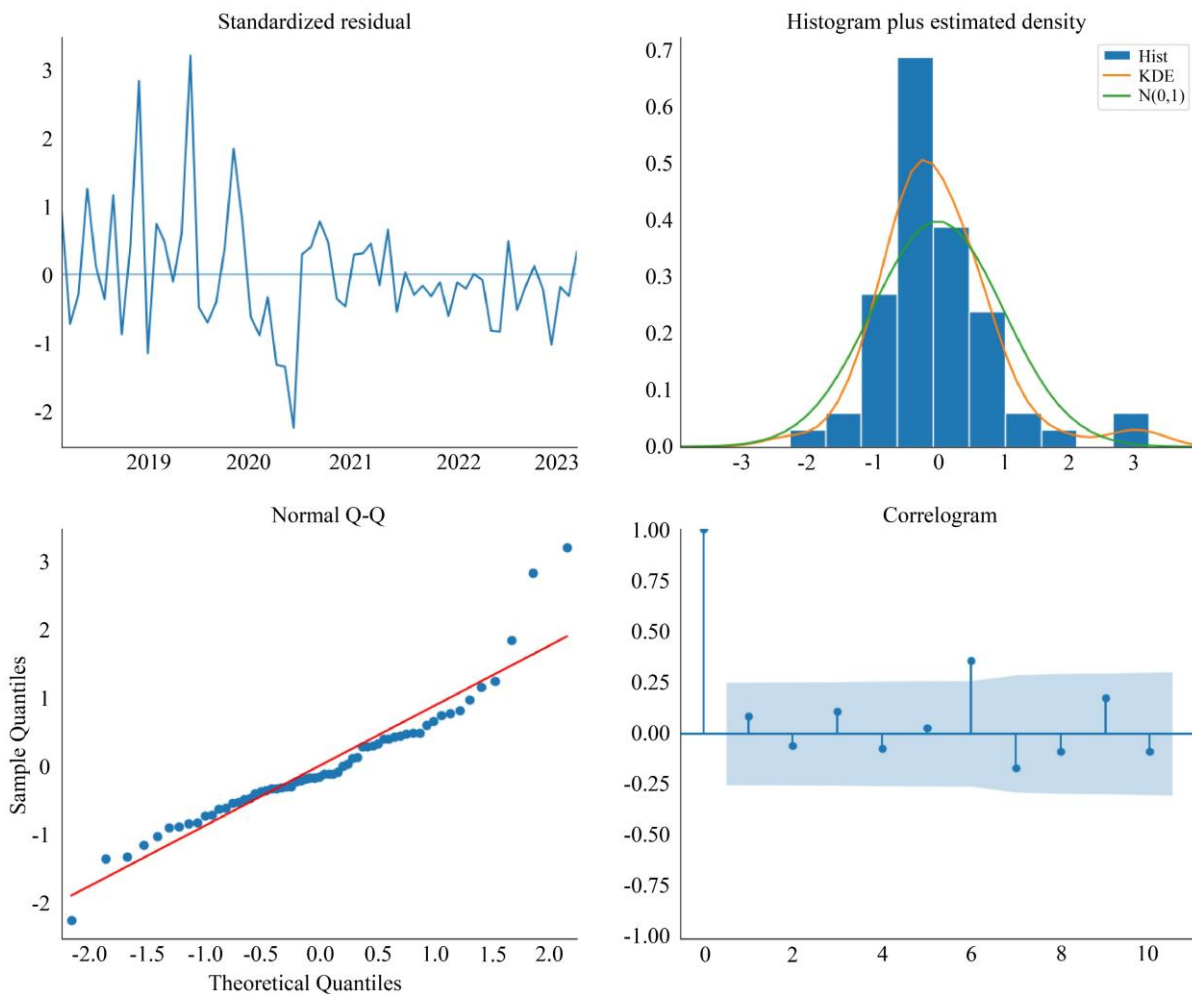 Standardized residual
3
2
1
0
-1
-2
2019 2020 2021 2022 2023
Histogram plus estimated density
0.7
0.6
0.5
0.4
0.3
0.2
0.1
0.0
Hist
KDE
N(0,1)
-3 -2 -1 0 1 2 3
Normal Q-Q
Sample Quantiles
3
2
1
0
-1
-2
-2.0 -1.5 -1.0 -0.5 0.0 0.5 1.0 1.5 2.0
Theoretical Quantiles
Correlogram
1.00
0.75
0.50
0.25
0.00
-0.25
-0.50
-0.75
-1.00
0 2 4 6 8 10